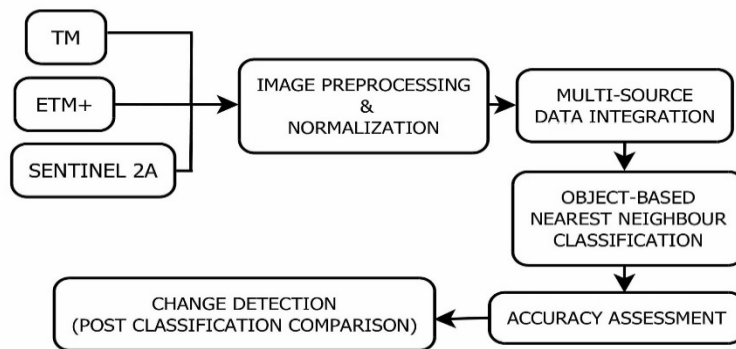 TM
ETM+
SENTINEL 2A
IMAGE PREPROCESSING
&
NORMALIZATION
MULTI-SOURCE
DATA INTEGRATION
OBJECT-BASED
NEAREST NEIGHBOUR
CLASSIFICATION
ACCURACY ASSESSMENT
CHANGE DETECTION
(POST CLASSIFICATION COMPARISON)